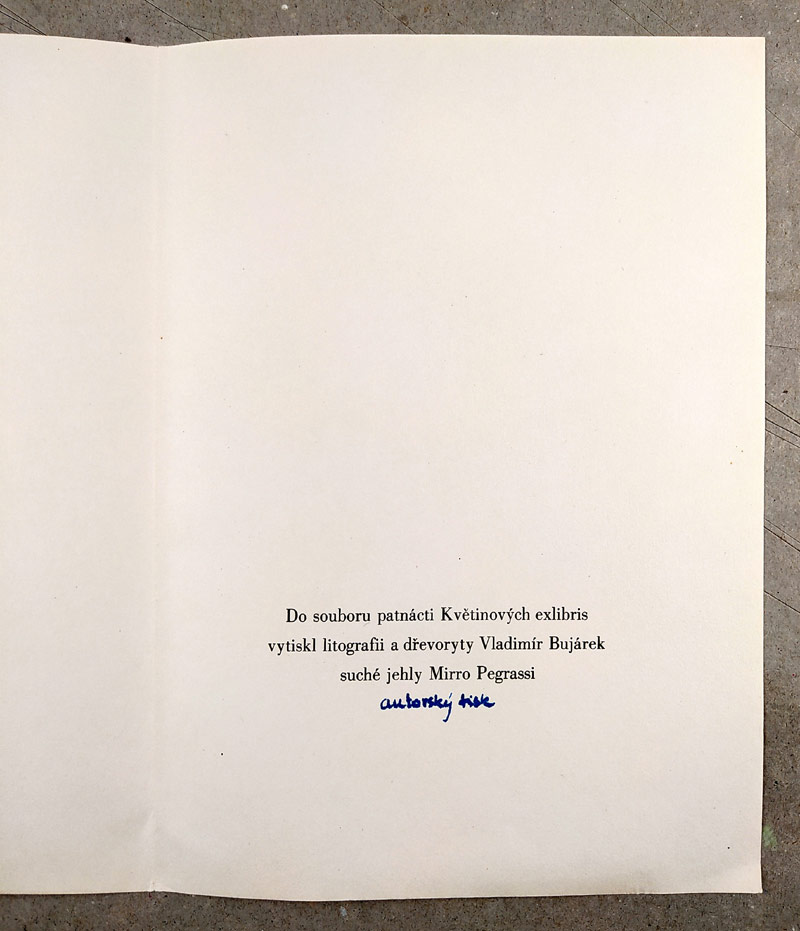 Do souboru patnácti Květinových exlibris
vytiskl litografii a dřevoryty Vladimír Bujárek
suché jehly Mirro Pegrassi
autorský tisk